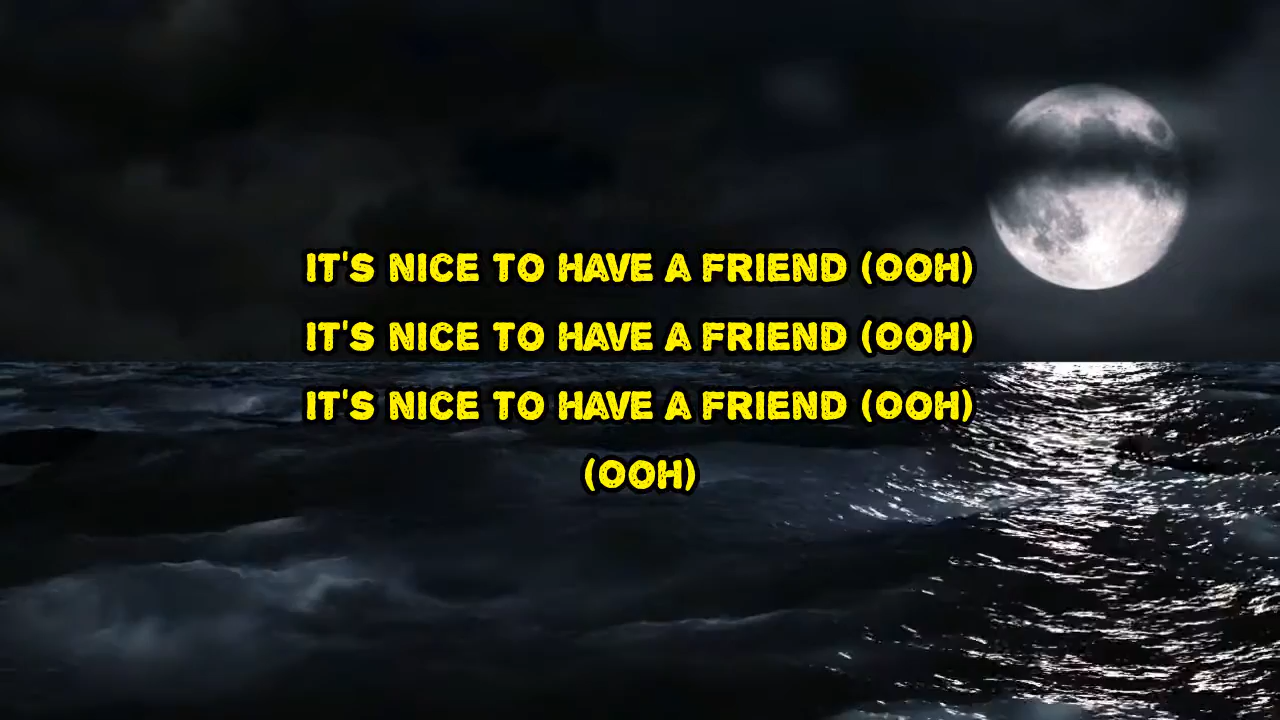 IT'S NICE TO HAVE A FRIEND (OOH)
IT'S NICE TO HAVE A FRIEND (OOH)
IT'S NICE TO HAVE A FRIEND (OOH)
(OOH)